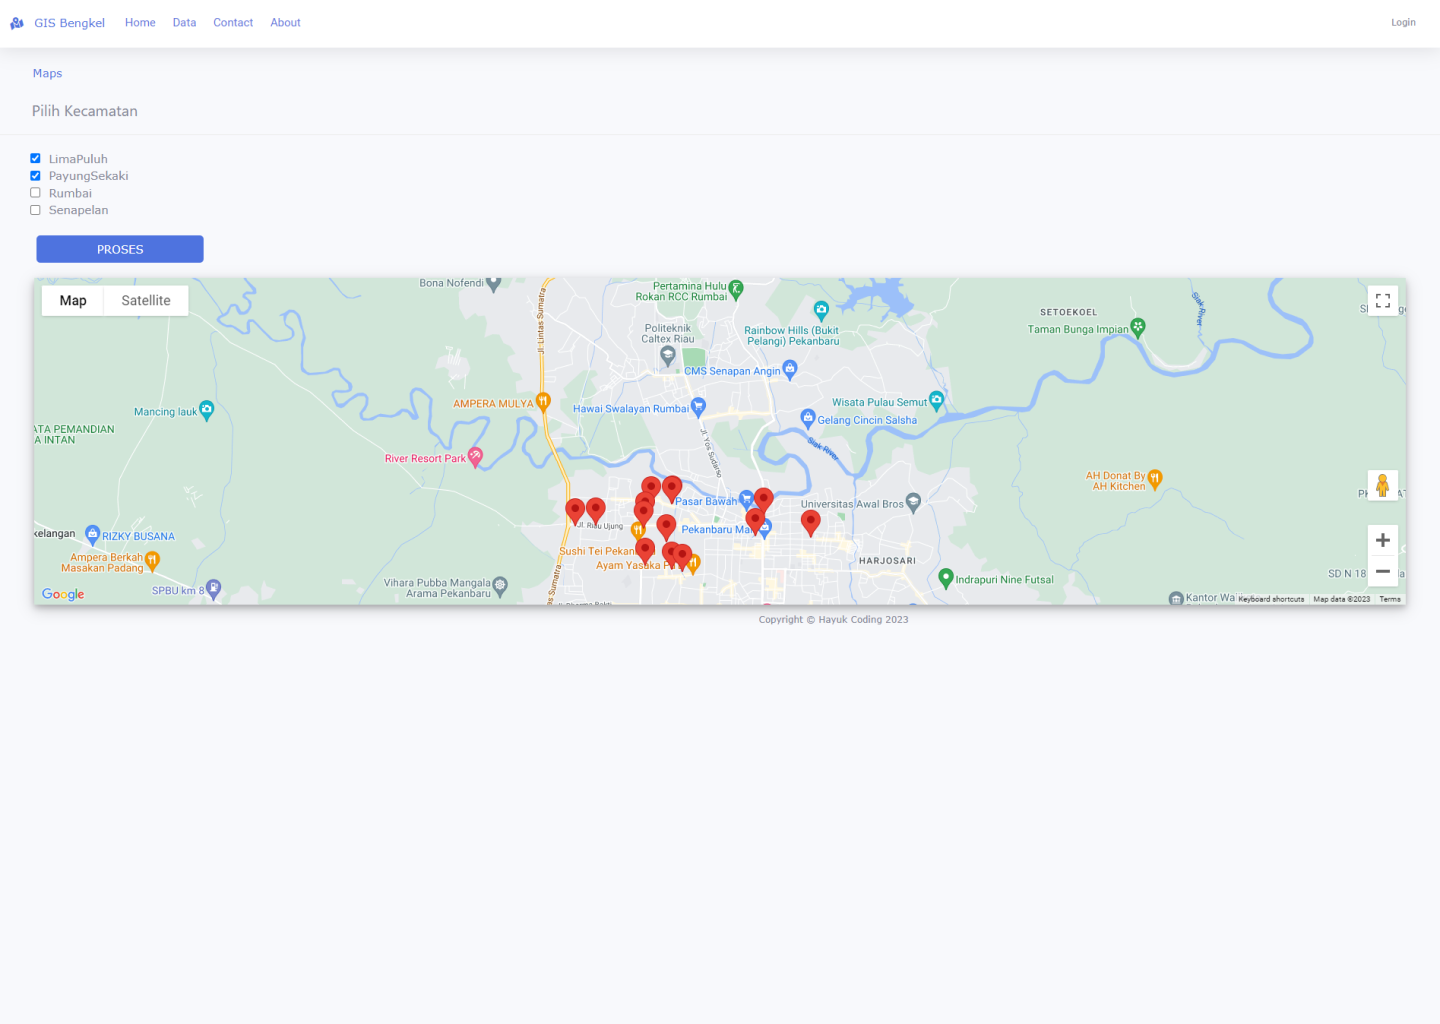 GIS Bengkel
Home
Data
Contact
About
Login
Maps
Pilih Kecamatan
LimaPuluh
PayungSekaki
Rumbai
Senapelan
PROSES
Map
Satellite
Bona Nofendi
Jl. Lintas Sumatra
Pertamina Hulu
Rokan RCC Rumbai
Politeknik
Caltex Riau
Rainbow Hills (Bukit
Pelangi) Pekanbaru
SETOEKOEL
Taman Bunga Impian
Siak River
CMS Senapan Angin
Mancing lauk
AMPERA MULYA
Hawai Swalayan Rumbai
Wisata Pulau Semut
Gelang Cincin Salsha
ATA PEMANDIAN
A INTAN
Jl. Yos Sudarso
Siak River
River Resort Park
AH Donat By
AH Kitchen
Pasar Bawah
Universitas Awal Bros
Jl. Riau Ujung
Pekanbaru Ma
kelangan
RIZKY BUSANA
Sushi Tei Pekan
Ayam Yasaka P
HARJOSARI
Ampera Berkah
Masakan Padang
SPBU km 8
Vihara Pubba Mangala
Arama Pekanbaru
Indrapuri Nine Futsal
SD N 18
Kantor Wa
Google
Keyboard shortcuts
Map data ©2023
Terms
Copyright © Hayuk Coding 2023